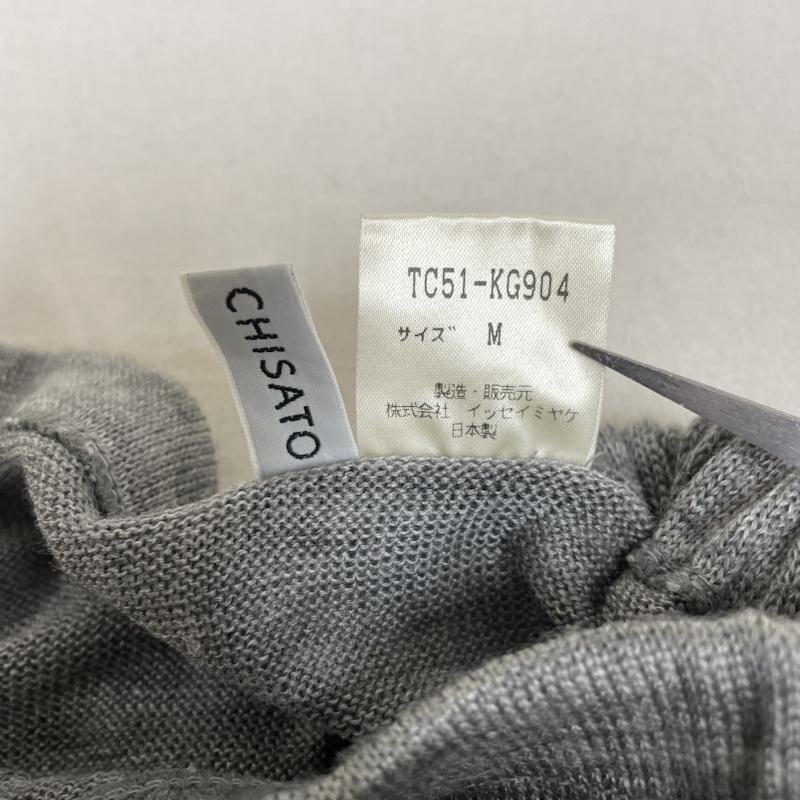 CHISATO
TC51-KG904
サイズ M
製造・販売元
株式会社 イッセイミヤケ
日本製